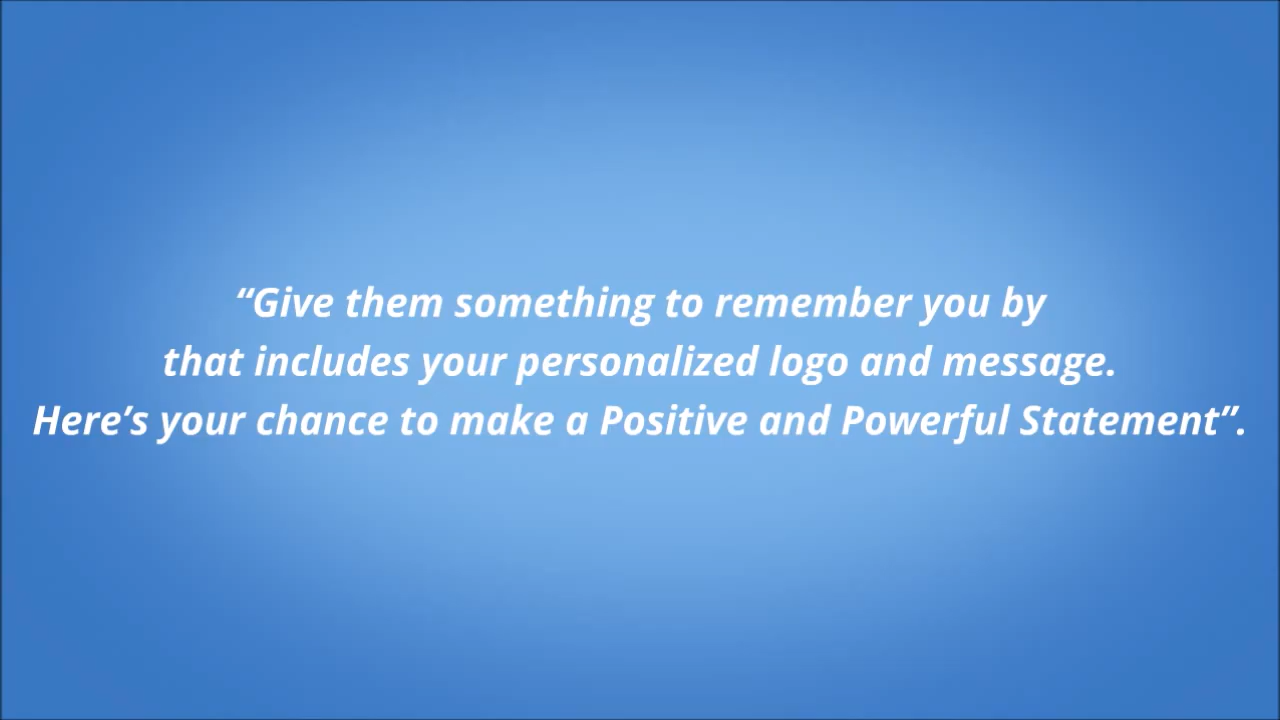 “Give them something to remember you by
that includes your personalized logo and message.
Here’s your chance to make a Positive and Powerful Statement”.